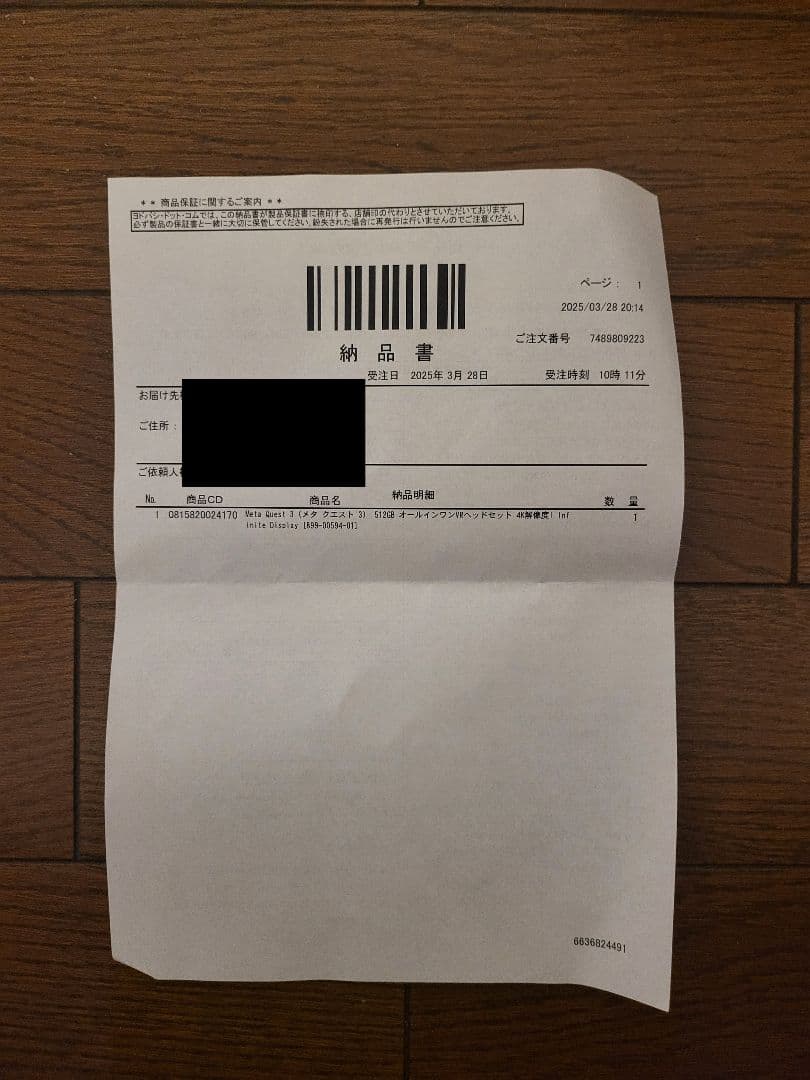 ＊＊ 商品保証に関するご案内 ＊＊
ヨドバシ・ドット・コムでは、この納品書が製品保証書に捺印する、店舗印の代わりとさせていただいております。
必ず製品の保証書と一緒に大切に保管してください。紛失された場合に再発行は行いませんのでご注意ください。
ページ： 1
2025/03/28 20:14
ご注文番号 7489809223
納 品 書
受注日 2025年 3月 28日 受注時刻 10時 11分
お届け先
ご住所：
ご依頼人
納品明細
No. 商品CD 商品名 数 量
1 0815820024170 Meta Quest 3 (メタ クエスト 3) 512GB オールインワンVRヘッドセット 4K解像度! Inf 1
inite Display [899-00594-01]
6636824491